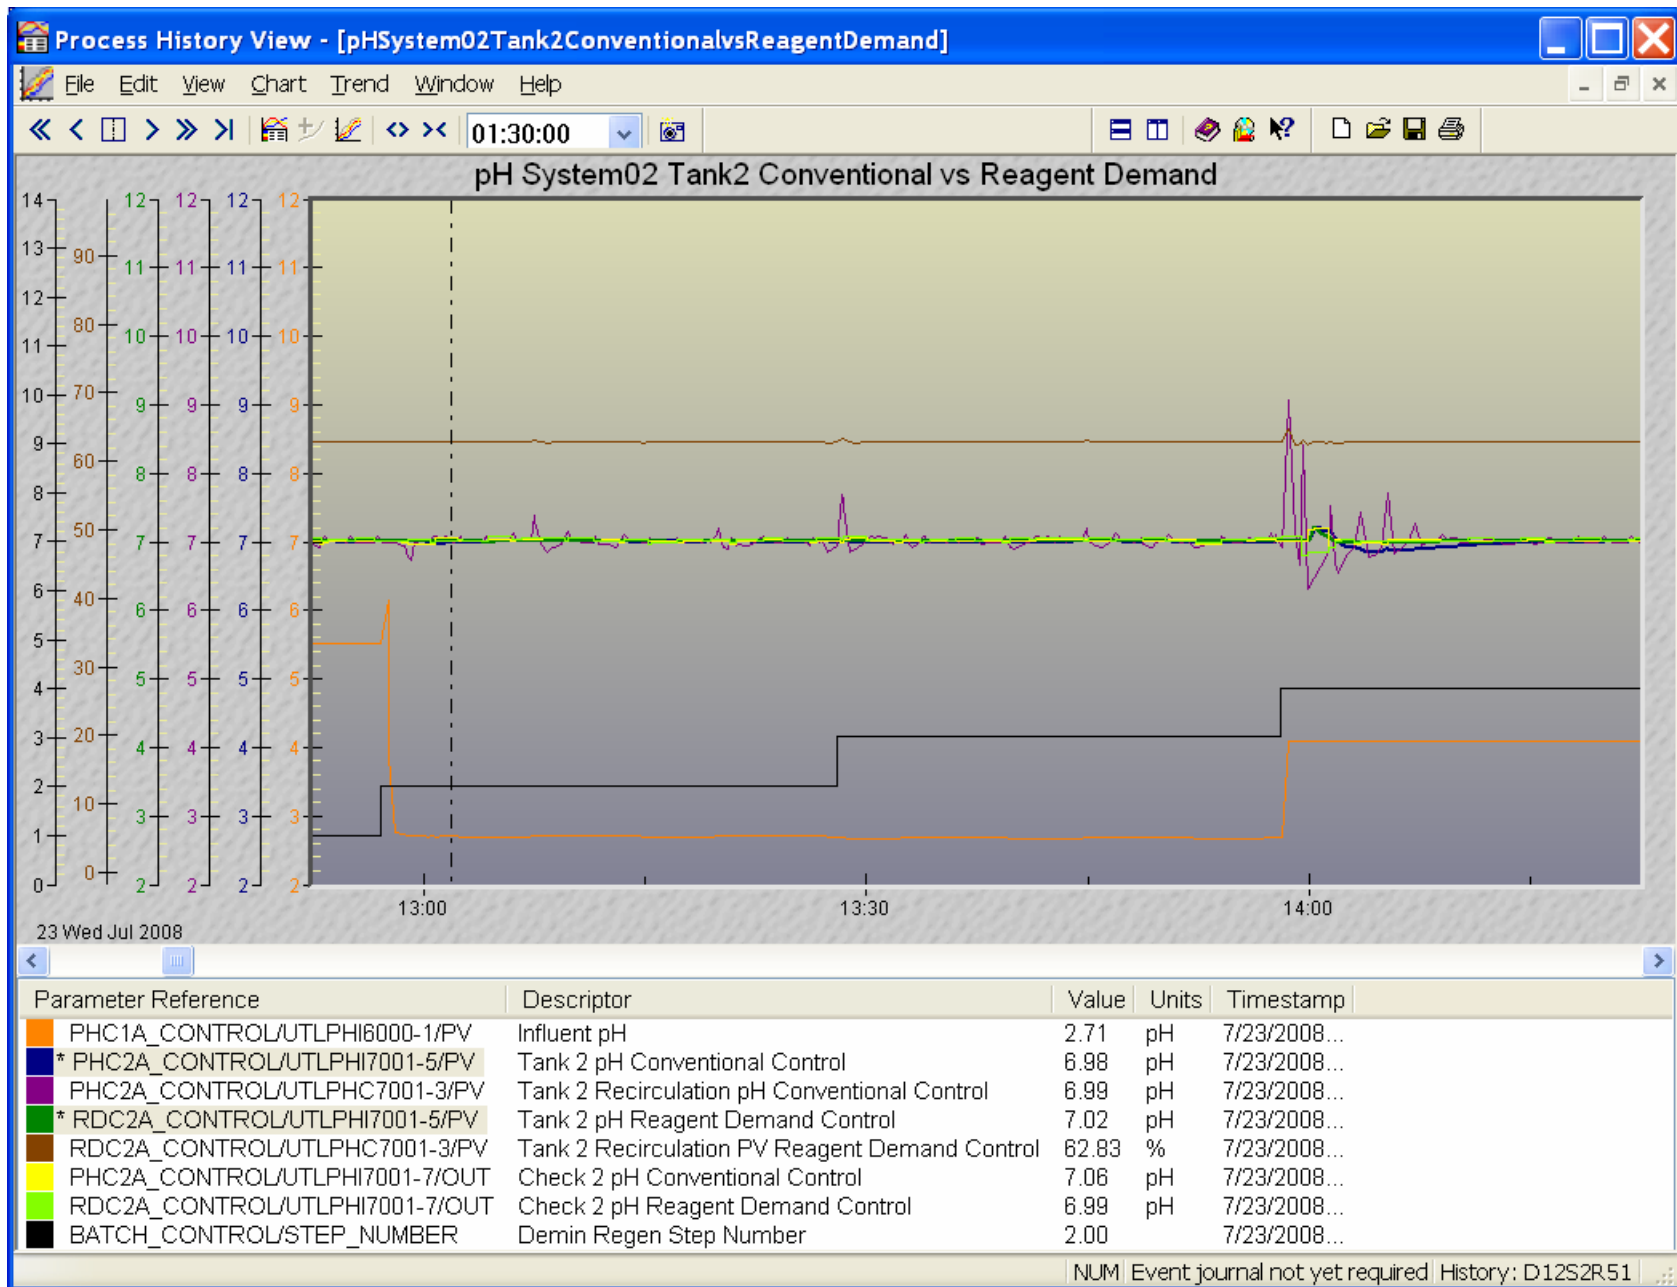 Process History View - [pHSystem02Tank2ConventionalvsReagentDemand]
File Edit View Chart Trend Window Help
01:30:00
pH System02 Tank2 Conventional vs Reagent Demand
14 12 12 12 12
13 90 11 11 11 11
12 80 10 10 10 10
11
10 70 9 9 9 9
9 60 8 8 8 8
8 50
7 7 7 7 7
6 40 6 6 6 6
5 30 5 5 5 5
4
3 20 4 4 4 4
2 10 3 3 3 3
1 0
0 2 2 2 2
13:00 13:30 14:00
23 Wed Jul 2008
Parameter Reference Descriptor Value Units Timestamp
PHC1A_CONTROL/UTLPHI6000-1/PV Influent pH 2.71 pH 7/23/2008...
* PHC2A_CONTROL/UTLPHI7001-5/PV Tank 2 pH Conventional Control 6.98 pH 7/23/2008...
PHC2A_CONTROL/UTLPHC7001-3/PV Tank 2 Recirculation pH Conventional Control 6.99 pH 7/23/2008...
* RDC2A_CONTROL/UTLPHI7001-5/PV Tank 2 pH Reagent Demand Control 7.02 pH 7/23/2008...
RDC2A_CONTROL/UTLPHC7001-3/PV Tank 2 Recirculation PV Reagent Demand Control 62.83 % 7/23/2008...
PHC2A_CONTROL/UTLPHI7001-7/OUT Check 2 pH Conventional Control 7.06 pH 7/23/2008...
RDC2A_CONTROL/UTLPHI7001-7/OUT Check 2 pH Reagent Demand Control 6.99 pH 7/23/2008...
BATCH_CONTROL/STEP_NUMBER Demin Regen Step Number 2.00 7/23/2008...
NUM Event journal not yet required History: D12S2R51